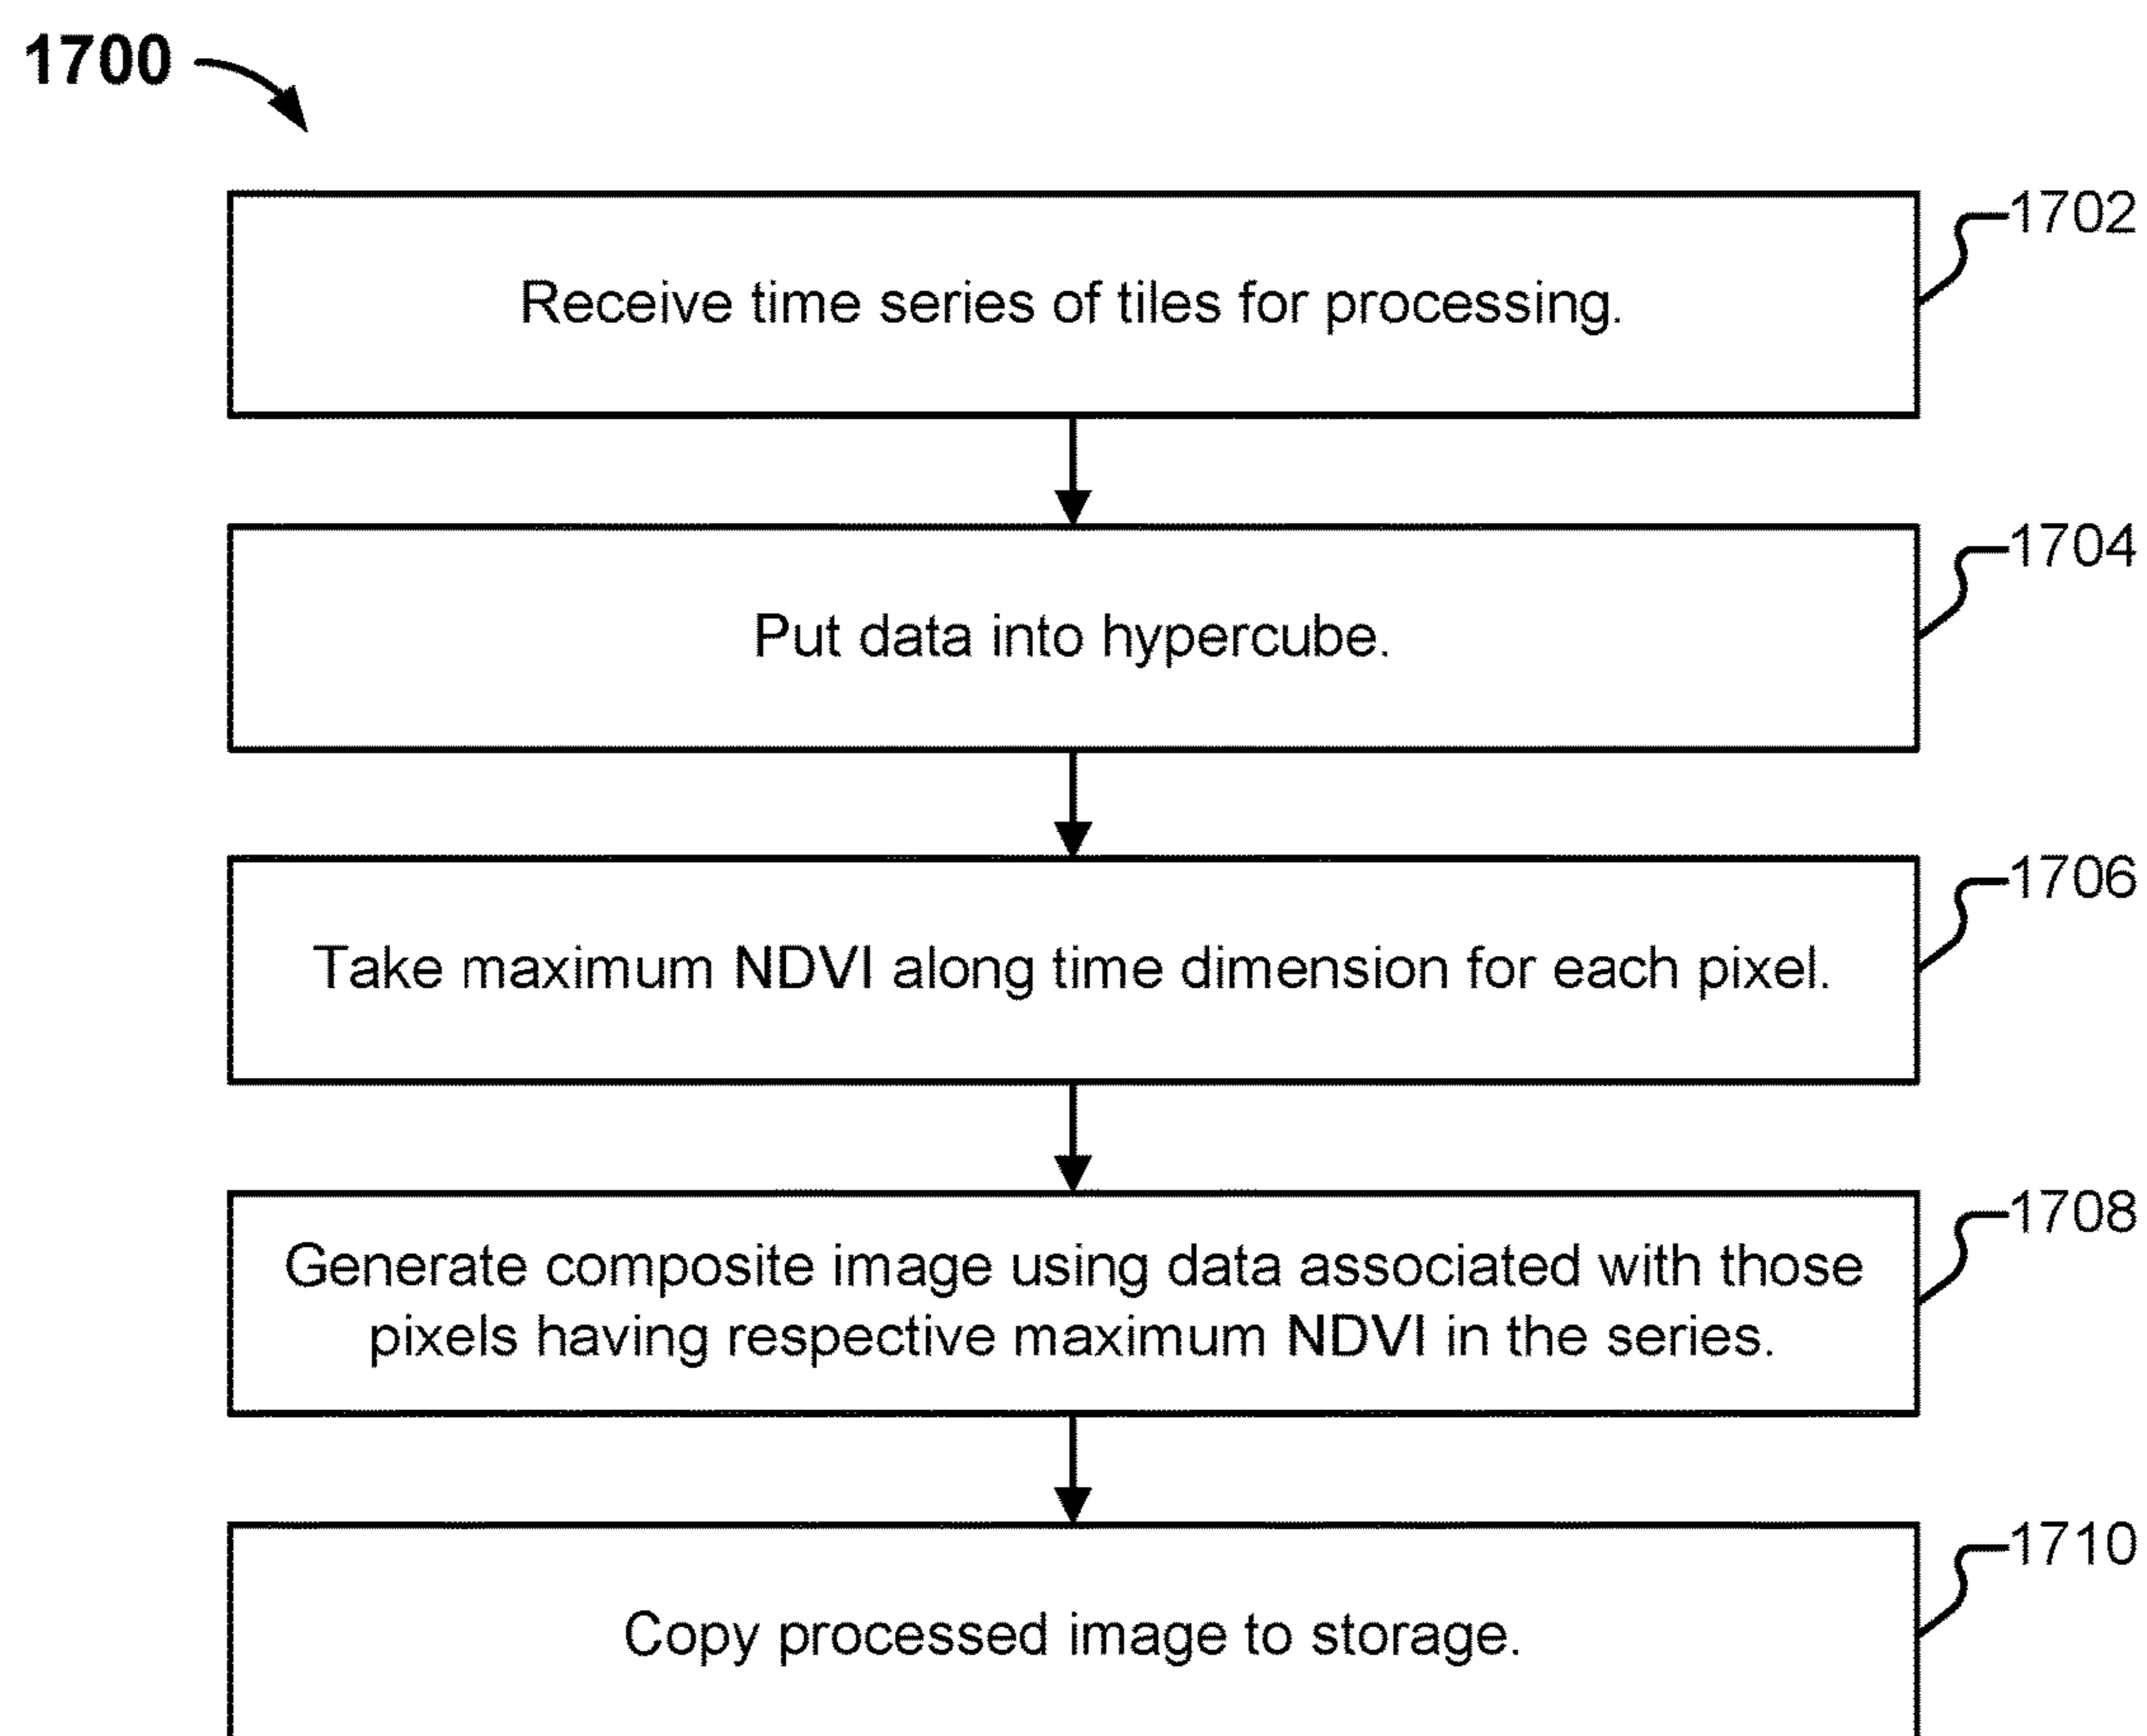 1700
1702
Receive time series of tiles for processing.
1704
Put data into hypercube.
1706
Take maximum NDVI along time dimension for each pixel.
1708
Generate composite image using data associated with those
pixels having respective maximum NDVI in the series.
1710
Copy processed image to storage.